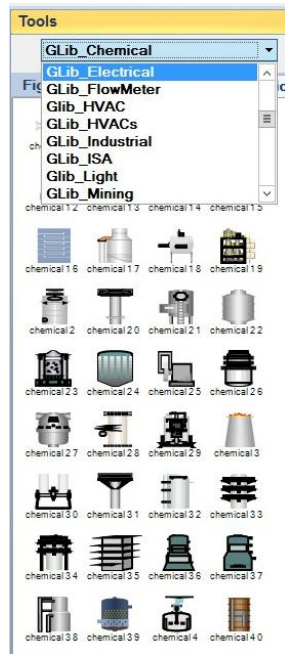 Tools
GLib_Chemical
GLib_Electrical
GLib_FlowMeter
Glib_HVAC
GLib_HVACs
GLib_Industrial
GLib_ISA
Glib_Light
GLib_Mining
chemical12 chemical13 chemical14 chemical15
chemical16 chemical17 chemical18 chemical19
chemical2 chemical20 chemical21 chemical22
chemical23 chemical24 chemical25 chemical26
chemical27 chemical28 chemical29 chemical3
chemical30 chemical31 chemical32 chemical33
chemical34 chemical35 chemical36 chemical37
chemical38 chemical39 chemical4 chemical40